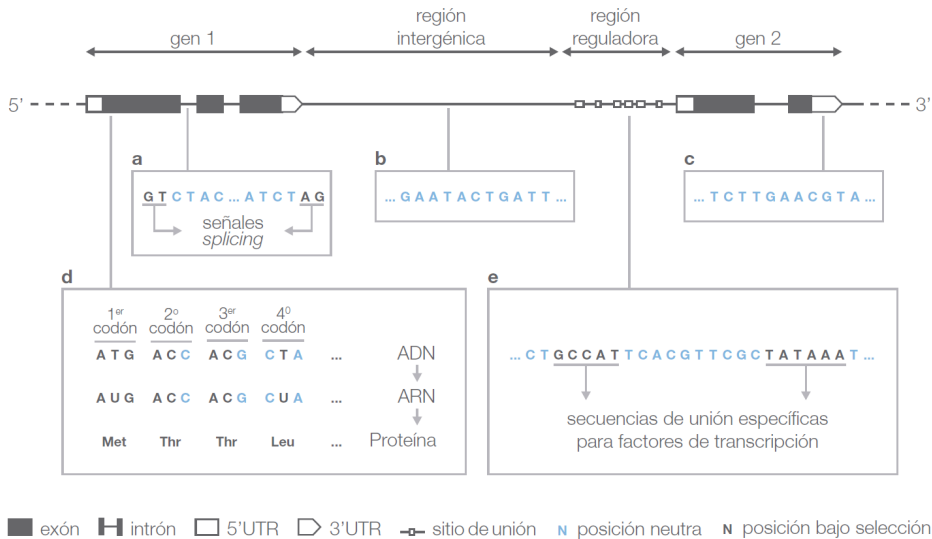 gen 1
región
intergénica
región
reguladora
gen 2
5’
3’
a
G T C T A C ... A T C T A G
señales
splicing
b
... G A A T A C T G A T T ...
c
... T C T T G A A C G T A ...
d
1er codón 2o codón 3er codón 40 codón
A T G A C C A C G C T A ... ADN
A U G A C C A C G C U A ... ARN
Met Thr Thr Leu ... Proteína
e
... C T G C C A T T C A C G T T C G C T A T A A A T ...
secuencias de unión específicas
para factores de transcripción
exón intrón 5’UTR 3’UTR sitio de unión N posición neutra N posición bajo selección